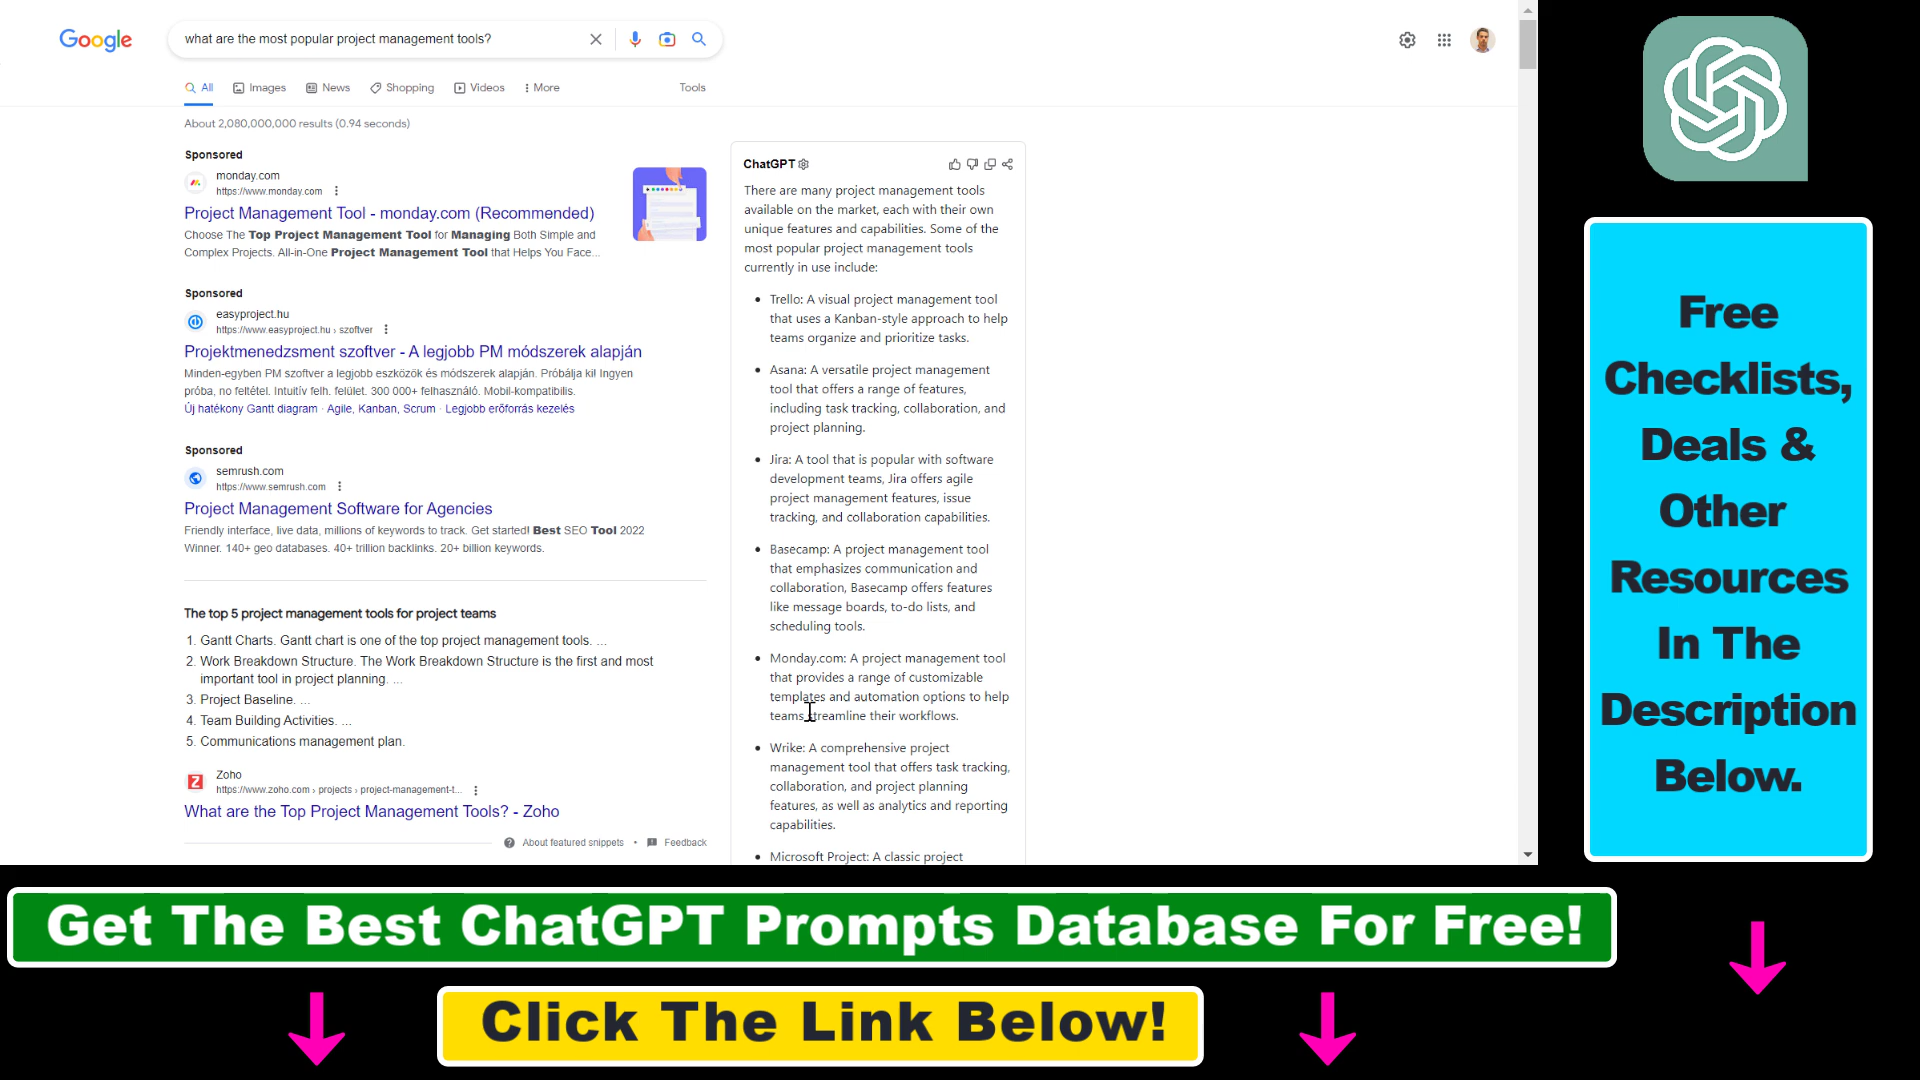 Google
what are the most popular project management tools?
All
Images
News
Shopping
Videos
More
Tools
About 2,080,000,000 results (0.94 seconds)
Sponsored
monday.com
https://www.monday.com
Project Management Tool - monday.com (Recommended)
Choose The Top Project Management Tool for Managing Both Simple and
Complex Projects. All-in-One Project Management Tool that Helps You Face...
Sponsored
easyproject.hu
https://www.easyproject.hu › szoftver
Projektmenedzsment szoftver - A legjobb PM módszerek alapján
Minden-egyben PM szoftver a legjobb eszközök és módszerek alapján. Próbálja ki! Ingyen
próba, no feltétel. Intuitív felh. felület. 300 000+ felhasználó. Mobil-kompatibilis.
Új hatékony Gantt diagram · Agile, Kanban, Scrum · Legjobb erőforrás kezelés
Sponsored
semrush.com
https://www.semrush.com
Project Management Software for Agencies
Friendly interface, live data, millions of keywords to track. Get started! Best SEO Tool 2022
Winner. 140+ geo databases. 40+ trillion backlinks. 20+ billion keywords.
The top 5 project management tools for project teams
1. Gantt Charts. Gantt chart is one of the top project management tools. ...
2. Work Breakdown Structure. The Work Breakdown Structure is the first and most
important tool in project planning. ...
3. Project Baseline. ...
4. Team Building Activities. ...
5. Communications management plan.
Zoho
https://www.zoho.com › projects › project-management-t...
What are the Top Project Management Tools? - Zoho
About featured snippets • Feedback
ChatGPT
There are many project management tools
available on the market, each with their own
unique features and capabilities. Some of the
most popular project management tools
currently in use include:
• Trello: A visual project management tool
that uses a Kanban-style approach to help
teams organize and prioritize tasks.
• Asana: A versatile project management
tool that offers a range of features,
including task tracking, collaboration, and
project planning.
• Jira: A tool that is popular with software
development teams, Jira offers agile
project management features, issue
tracking, and collaboration capabilities.
• Basecamp: A project management tool
that emphasizes communication and
collaboration, Basecamp offers features
like message boards, to-do lists, and
scheduling tools.
• Monday.com: A project management tool
that provides a range of customizable
templates and automation options to help
teams streamline their workflows.
• Wrike: A comprehensive project
management tool that offers task tracking,
collaboration, and project planning
features, as well as analytics and reporting
capabilities.
• Microsoft Project: A classic project
Free
Checklists,
Deals &
Other
Resources
In The
Description
Below.
Get The Best ChatGPT Prompts Database For Free!
Click The Link Below!